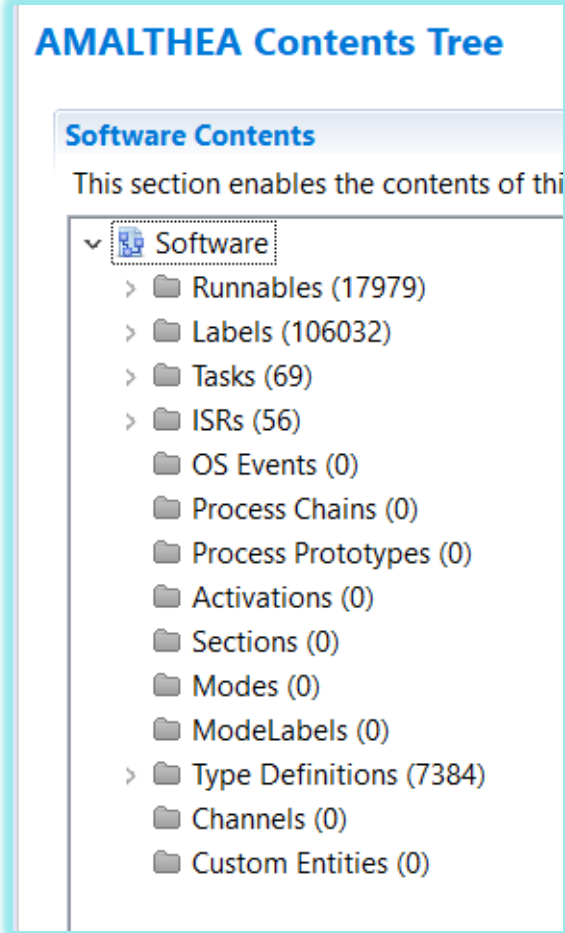 AMALTHEA Contents Tree
Software Contents
This section enables the contents of thi
Software
Runnables (17979)
Labels (106032)
Tasks (69)
ISRs (56)
OS Events (0)
Process Chains (0)
Process Prototypes (0)
Activations (0)
Sections (0)
Modes (0)
ModeLabels (0)
Type Definitions (7384)
Channels (0)
Custom Entities (0)